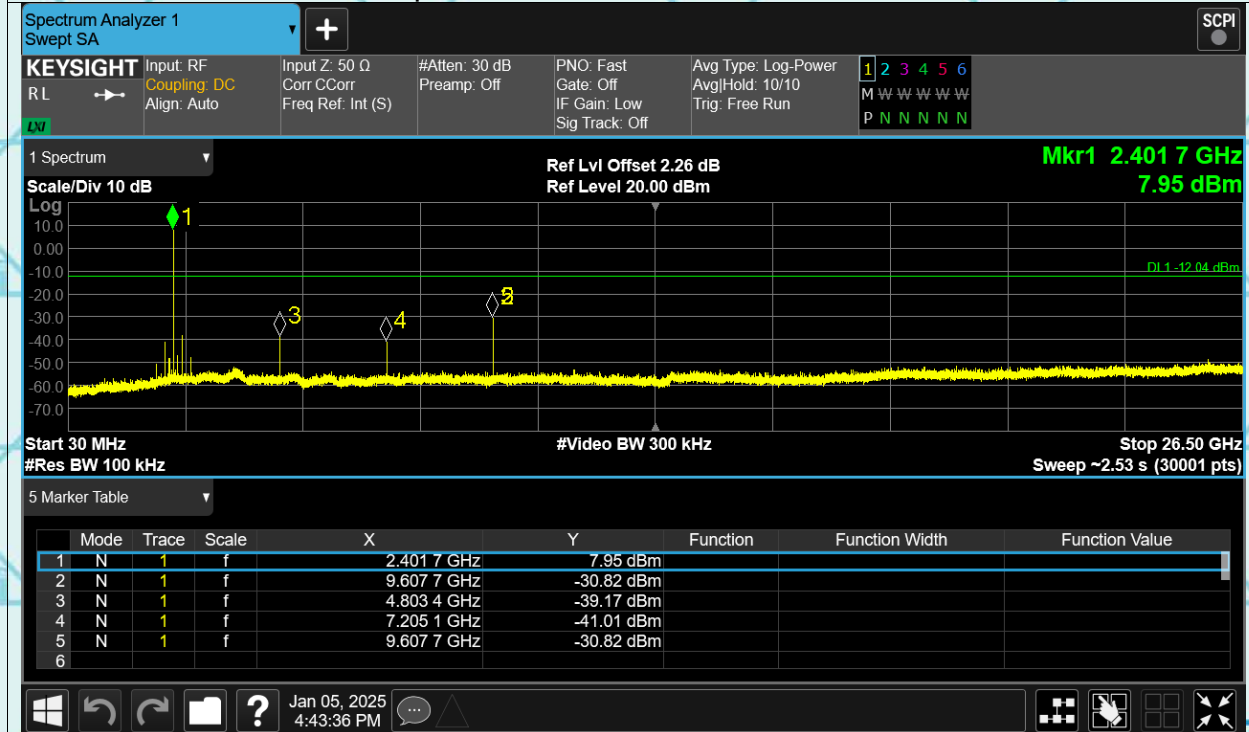 Spectrum Analyzer 1
Swept SA
+
SCPI
KEYSIGHT
R L
LXI
Input: RF
Coupling: DC
Align: Auto
Input Z: 50 Ω
Corr CCorr
Freq Ref: Int (S)
#Atten: 30 dB
Preamp: Off
PNO: Fast
Gate: Off
IF Gain: Low
Sig Track: Off
Avg Type: Log-Power
Avg|Hold: 10/10
Trig: Free Run
1 2 3 4 5 6
M W W W W W
P N N N N N
1 Spectrum
Scale/Div 10 dB
Ref Lvl Offset 2.26 dB
Ref Level 20.00 dBm
Mkr1 2.401 7 GHz
7.95 dBm
Log
10.0
0.00
-10.0
-20.0
-30.0
-40.0
-50.0
-60.0
-70.0
1
3
4
DL1 -12.04 dBm
Start 30 MHz
#Res BW 100 kHz
#Video BW 300 kHz
Stop 26.50 GHz
Sweep ~2.53 s (30001 pts)
5 Marker Table
Mode Trace Scale X Y Function Function Width Function Value
1 N 1 f 2.401 7 GHz 7.95 dBm
2 N 1 f 9.607 7 GHz -30.82 dBm
3 N 1 f 4.803 4 GHz -39.17 dBm
4 N 1 f 7.205 1 GHz -41.01 dBm
5 N 1 f 9.607 7 GHz -30.82 dBm
6
?
Jan 05, 2025
4:43:36 PM